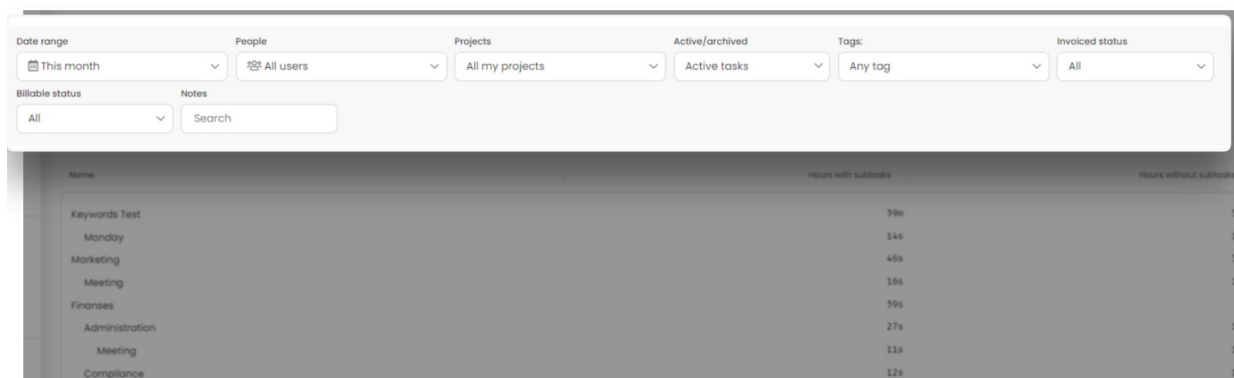 Date range People Projects Active/archived Tags: Invoiced status
This month All users All my projects Active tasks Any tag All
Billable status Notes
All Search
Name Hours with subtasks Hours without subtasks
Keywords Test 39m
Monday 14s
Marketing 46s
Meeting 16s
Finanses 39s
Administration 27s
Meeting 11s
Compilance 12s